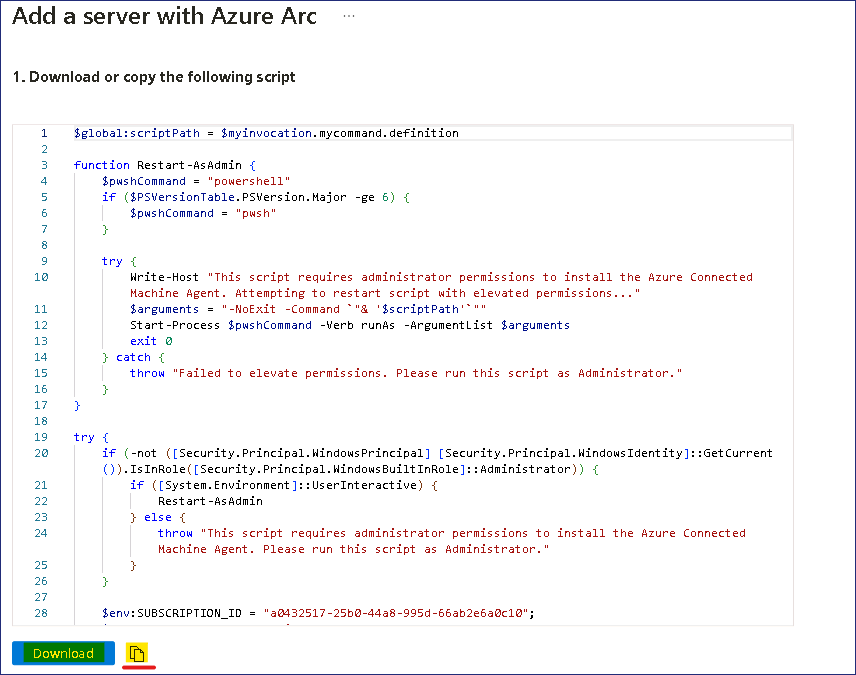 Add a server with Azure Arc ...
1. Download or copy the following script
1 $global:scriptPath = $myinvocation.mycommand.definition
2
3 function Restart-AsAdmin {
4 $pwshCommand = "powershell"
5 if ($PSVersionTable.PSVersion.Major -ge 6) {
6 $pwshCommand = "pwsh"
7 }
8
9 try {
10 Write-Host "This script requires administrator permissions to install the Azure Connected
Machine Agent. Attempting to restart script with elevated permissions..."
11 $arguments = "-NoExit -Command `"& '$scriptPath'`""
12 Start-Process $pwshCommand -Verb runAs -ArgumentList $arguments
13 exit 0
14 } catch {
15 throw "Failed to elevate permissions. Please run this script as Administrator."
16 }
17 }
18
19 try {
20 if (-not ([Security.Principal.WindowsPrincipal] [Security.Principal.WindowsIdentity]::GetCurrent
()).IsInRole([Security.Principal.WindowsBuiltInRole]::Administrator)) {
21 if ([System.Environment]::UserInteractive) {
22 Restart-AsAdmin
23 } else {
24 throw "This script requires administrator permissions to install the Azure Connected
Machine Agent. Please run this script as Administrator."
25 }
26 }
27
28 $env:SUBSCRIPTION_ID = "a0432517-25b0-44a8-995d-66ab2e6a0c10";
Download